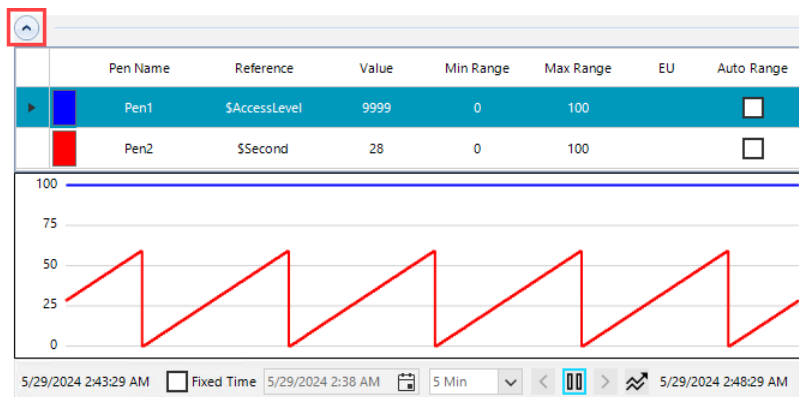 Pen Name Reference Value Min Range Max Range EU Auto Range
Pen1 $AccessLevel 9999 0 100
Pen2 $Second 28 0 100
100
75
50
25
0
5/29/2024 2:43:29 AM Fixed Time 5/29/2024 2:38 AM 5 Min 5/29/2024 2:48:29 AM